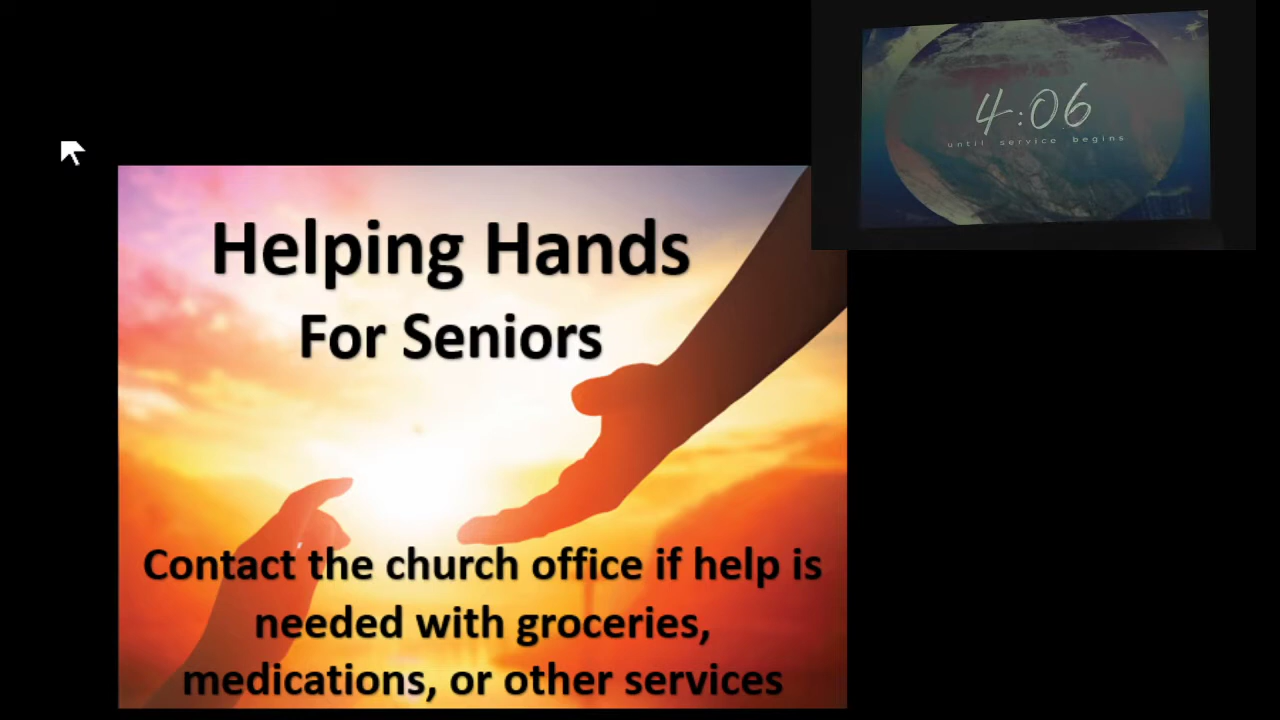 Helping Hands
For Seniors
Contact the church office if help is
needed with groceries,
medications, or other services
4:06
until service begins